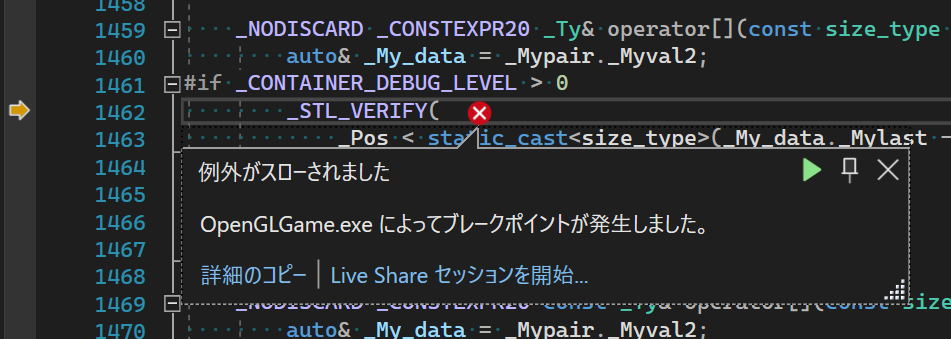 1458
1459 _NODISCARD _CONSTEXPR20 _Ty& operator[](const size_type
1460 auto& _My_data = _Mypair._Myval2;
1461 #if _CONTAINER_DEBUG_LEVEL > 0
1462 _STL_VERIFY(
1463 _Pos < static_cast<size_type>(_My_data._Mylast -
1464
例外がスローされました
1465
1466
OpenGLGame.exe によってブレークポイントが発生しました。
1467
1468
詳細のコピー | Live Share セッションを開始...
1469 _NODISCARD _CONSTEXPR20 const _Ty& operator[](const size
1470 auto& _My_data = _Mypair._Myval2;